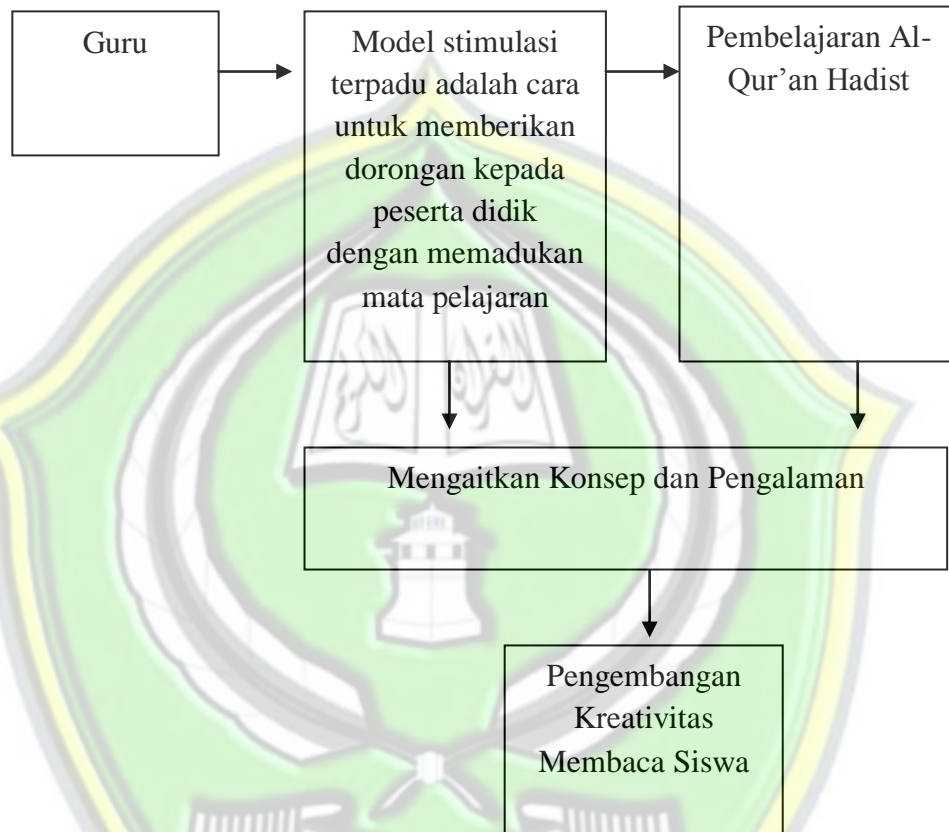 Guru
Model stimulasi
terpadu adalah cara
untuk memberikan
dorongan kepada
peserta didik
dengan memadukan
mata pelajaran
Pembelajaran Al-
Qur’an Hadist
Mengaitkan Konsep dan Pengalaman
Pengembangan
Kreativitas
Membaca Siswa